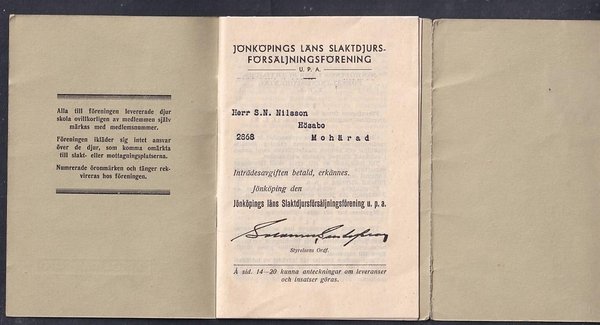 Alla till föreningen levererade djur
skola ovillkorligen av medlemmen själv
märkas med medlemsnummer.
Föreningen ikläder sig intet ansvar
över de djur, som komma omärkta
till slakt- eller mottagningsplatserna.
Numrerade öronmärken och tänger rek-
vireras hos föreningen.
JÖNKÖPINGS LÄNS SLAKTDJURS-
FÖRSÄLJNINGSFÖRENING
U. P. A.
Herr S.N. Nilsson
Hösabo
2868 Mohärad
Inträdesavgiften betald, erkännes.
Jönköping den
Jönköpings läns Slaktdjursförsäljningsförening u. p. a.
Styrelsens Ordf.
Å sid. 14—20 kunna anteckningar om leveranser
och insatser göras.